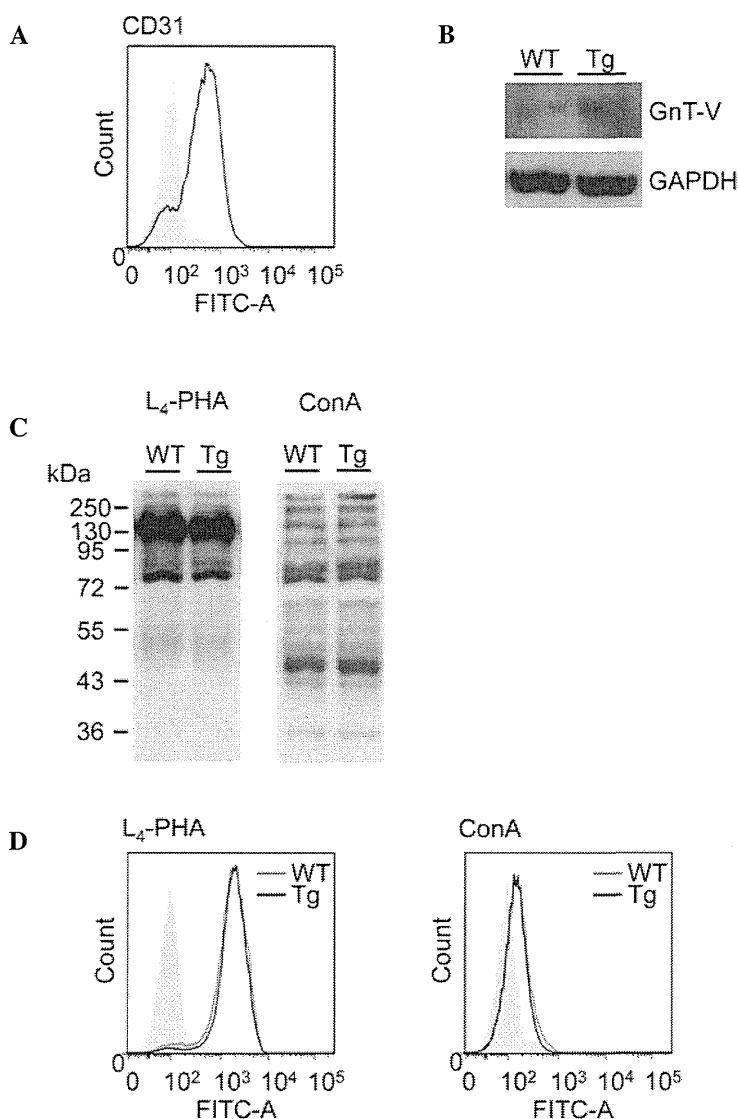 A
CD31
Count
0
0 10² 10³ 10⁴ 10⁵
FITC-A
B
WT Tg
GnT-V
GAPDH
C
L₄-PHA ConA
WT Tg WT Tg
kDa
250
130
95
72
55
43
36
D
L₄-PHA
WT
Tg
Count
0
0 10² 10³ 10⁴ 10⁵
FITC-A
ConA
WT
Tg
Count
0
0 10² 10³ 10⁴ 10⁵
FITC-A